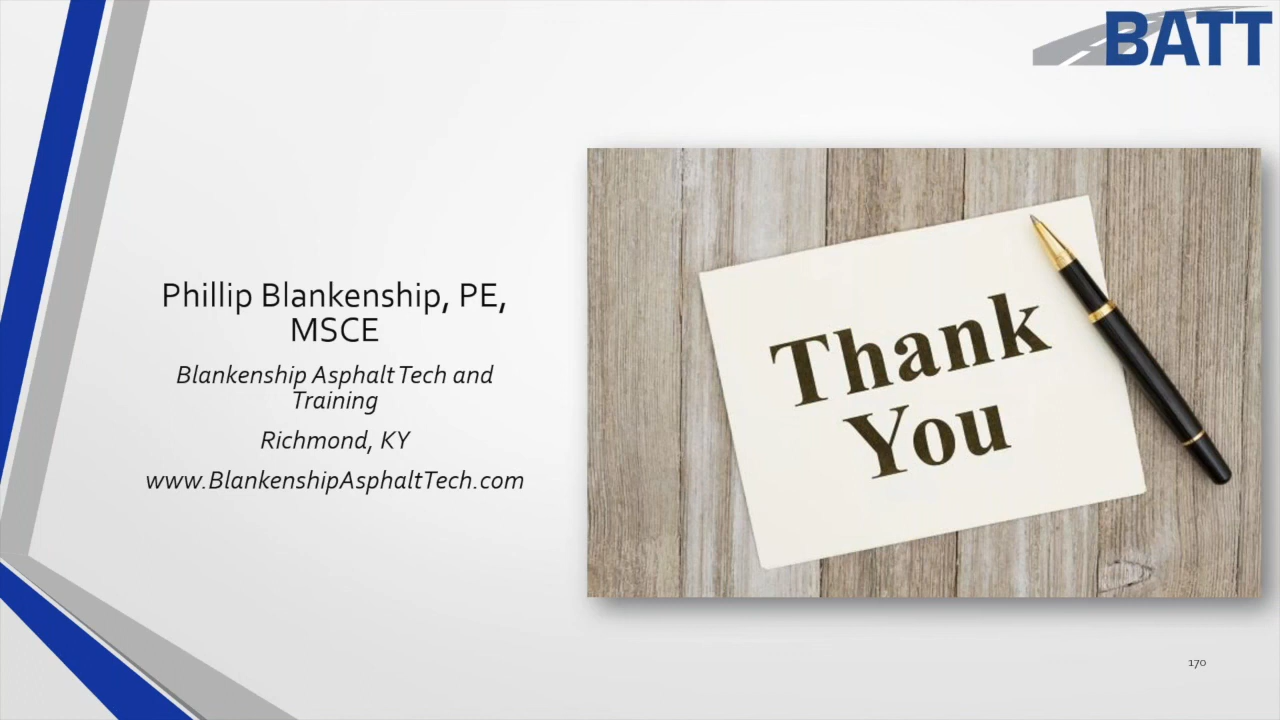 BATT
Phillip Blankenship, PE,
MSCE
Blankenship Asphalt Tech and
Training
Richmond, KY
www.BlankenshipAsphaltTech.com
Thank
You
170